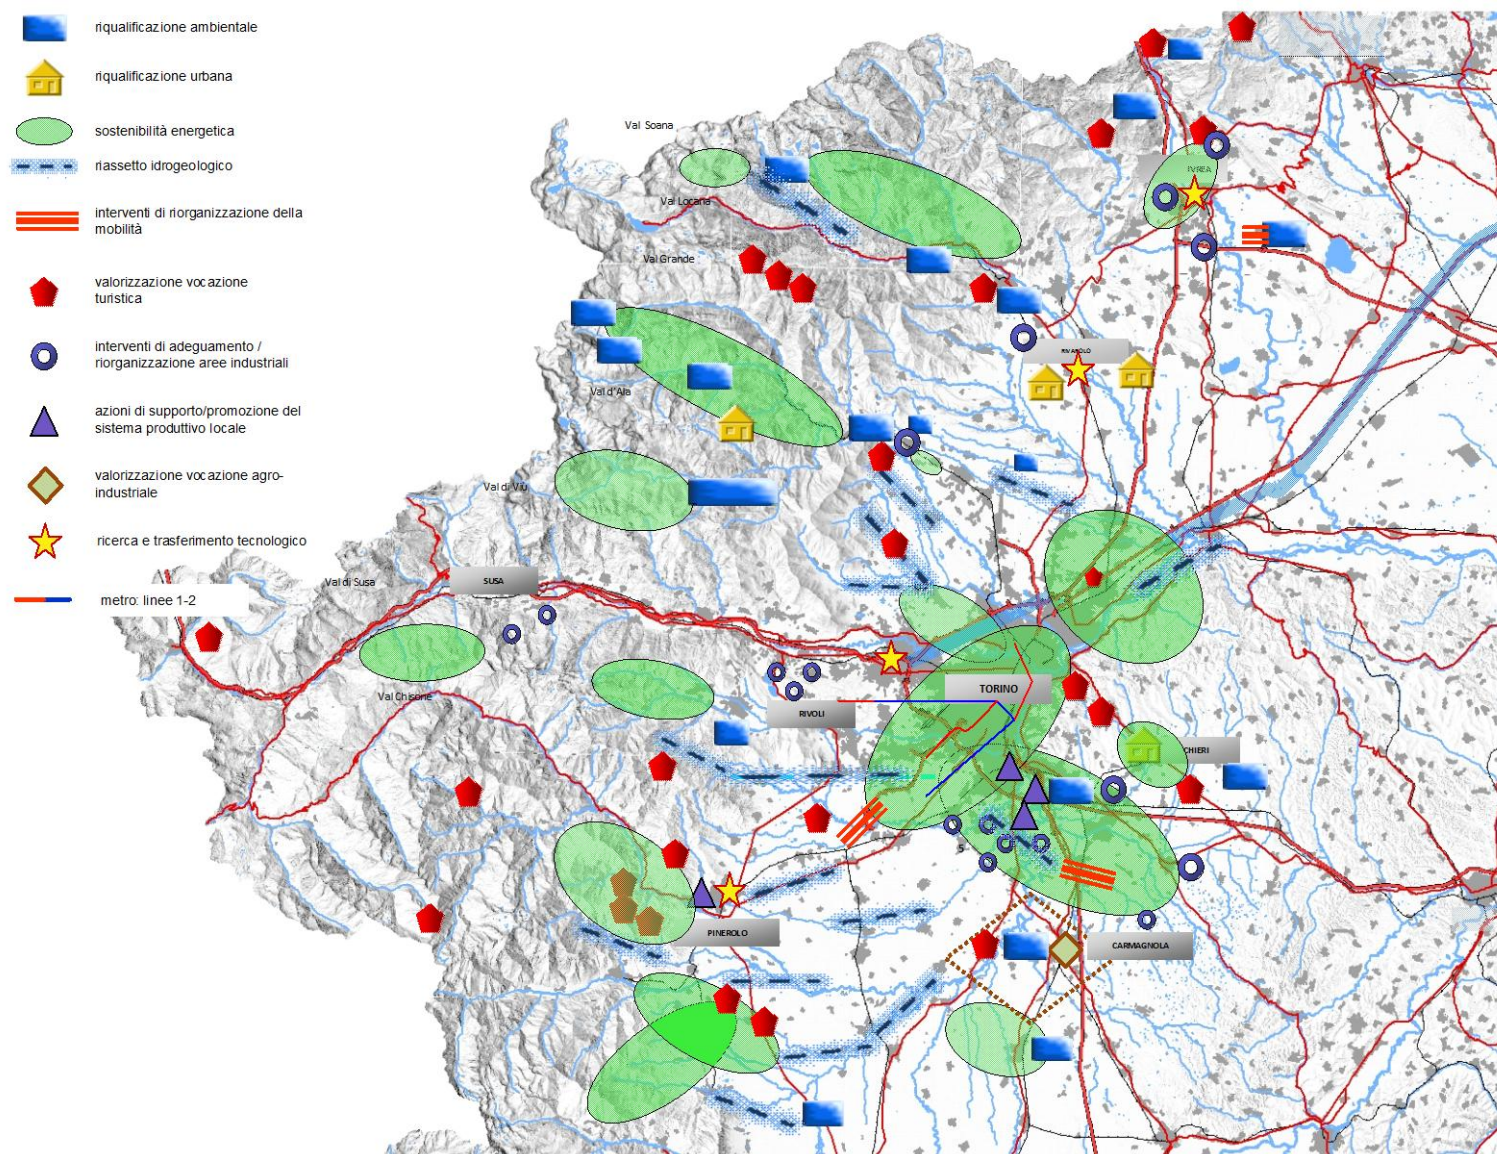 riqualificazione ambientale
riqualificazione urbana
sostenibilità energetica
riassetto idrogeologico
interventi di riorganizzazione della
mobilità
valorizzazione vocazione
turistica
interventi di adeguamento /
riorganizzazione aree industriali
azioni di supporto/promozione del
sistema produttivo locale
valorizzazione vocazione agro-
industriale
ricerca e trasferimento tecnologico
metro: linee 1-2
Val Soana
IVREA
Val Locana
Val Grande
RIVAROLO
Val d'Ala
Val di Viù
Val di Susa
SUSA
Val Chisone
TORINO
RIVOLI
CHIERI
5
PINEROLO
CARMAGNOLA